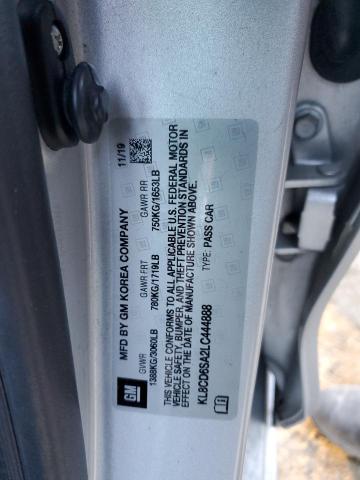 MFD BY GM KOREA COMPANY 11/19
GVWR GAWR FRT GAWR RR
1388KG/3060LB 780KG/1719LB 750KG/1653LB
THIS VEHICLE CONFORMS TO ALL APPLICABLE U.S. FEDERAL MOTOR
VEHICLE SAFETY, BUMPER, AND THEFT PREVENTION STANDARDS IN
EFFECT ON THE DATE OF MANUFACTURE SHOWN ABOVE.
KL8CD6SA2LC444888 TYPE: PASS CAR
GM